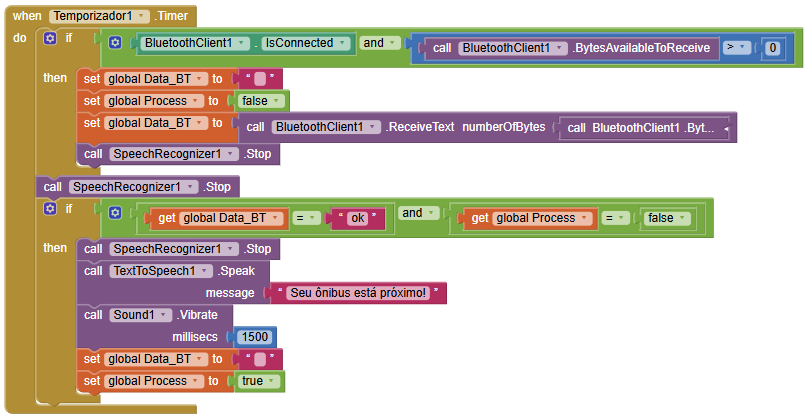 when Temporizador1 .Timer
do if BluetoothClient1 . IsConnected and call BluetoothClient1 .BytesAvailableToReceive > 0
then set global Data_BT to " "
set global Process to false
set global Data_BT to call BluetoothClient1 .ReceiveText numberOfBytes call BluetoothClient1 .Byt...
call SpeechRecognizer1 .Stop
call SpeechRecognizer1 .Stop
if get global Data_BT = " ok " and get global Process = false
then call SpeechRecognizer1 .Stop
call TextToSpeech1 .Speak
message " Seu ônibus está próximo! "
call Sound1 .Vibrate
millisecs 1500
set global Data_BT to " "
set global Process to true